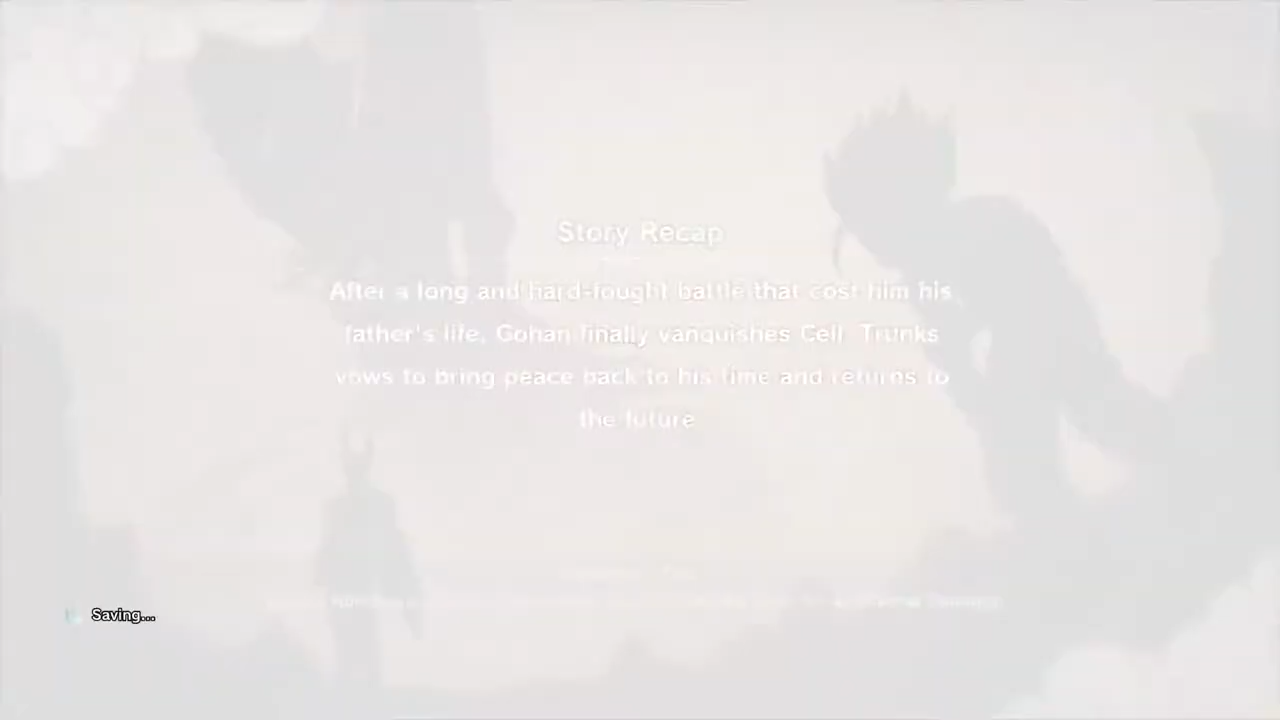 Story Recap
After a long and hard-fought battle that cost him his
father's life, Gohan finally vanquishes Cell. Trunks
vows to bring peace back to his time and returns to
the future
Saving...